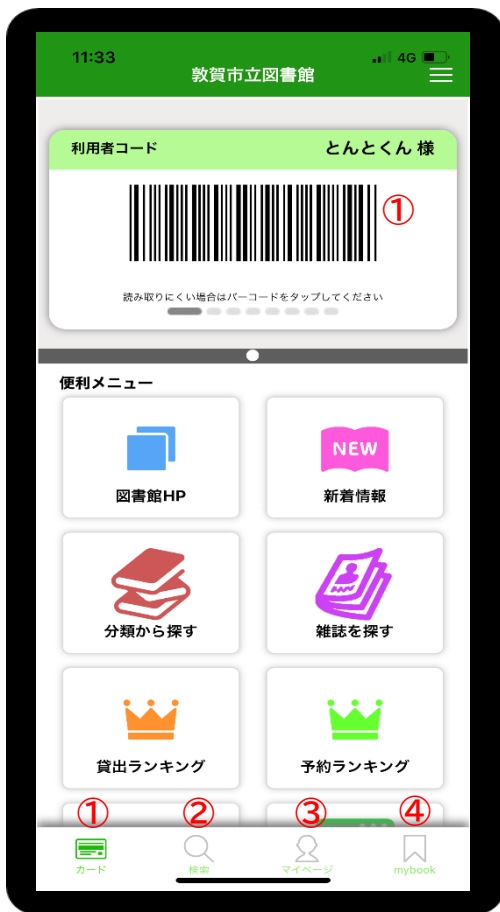 11:33
4G
敦賀市立図書館
利用者コード
とんとくん 様
①
読み取りにくい場合はバーコードをタップしてください
便利メニュー
図書館HP
NEW
新着情報
分類から探す
雑誌を探す
貸出ランキング
予約ランキング
① ② ③ ④
カード 検索 マイページ mybook